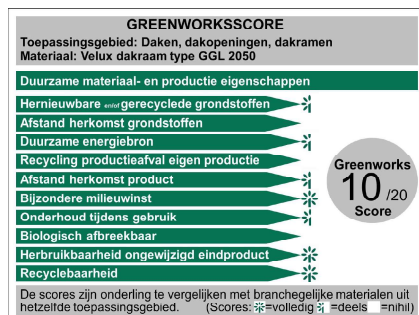 GREENWORKSSCORE
Toepassingsgebied: Daken, dakopeningen, dakramen
Materiaal: Velux dakraam type GGL 2050
Duurzame materiaal- en productie eigenschappen
Hernieuwbare en/of gerecyclede grondstoffen
Afstand herkomst grondstoffen
Duurzame energiebron
Recycling productieafval eigen productie
Afstand herkomst product
Bijzondere milieuwinst
Onderhoud tijdens gebruik
Biologisch afbreekbaar
Herbruikbaarheid ongewijzigd eindproduct
Recyclebaarheid
Greenworks
10 /20
Score
De scores zijn onderling te vergelijken met branchegelijke materialen uit
hetzelfde toepassingsgebied. (Scores: =volledig =deels =nihil)